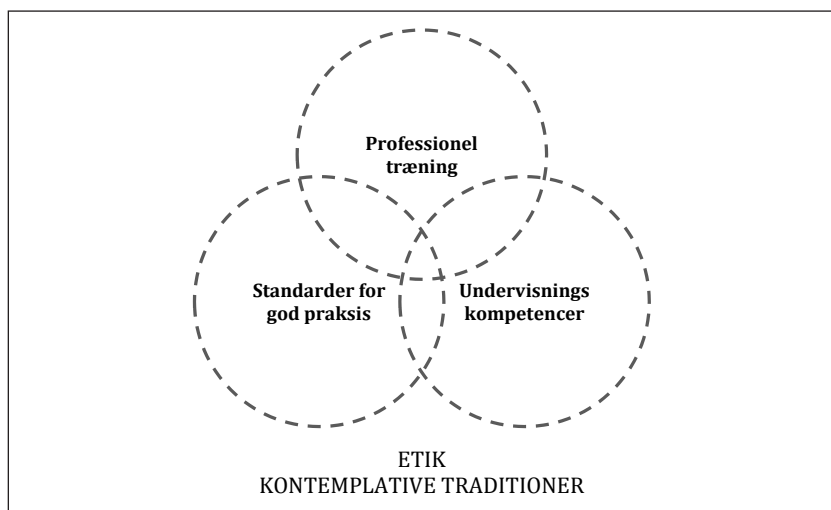 Professionel
træning
Standarder for
god praksis
Undervisnings
kompetencer
ETIK
KONTEMPLATIVE TRADITIONER